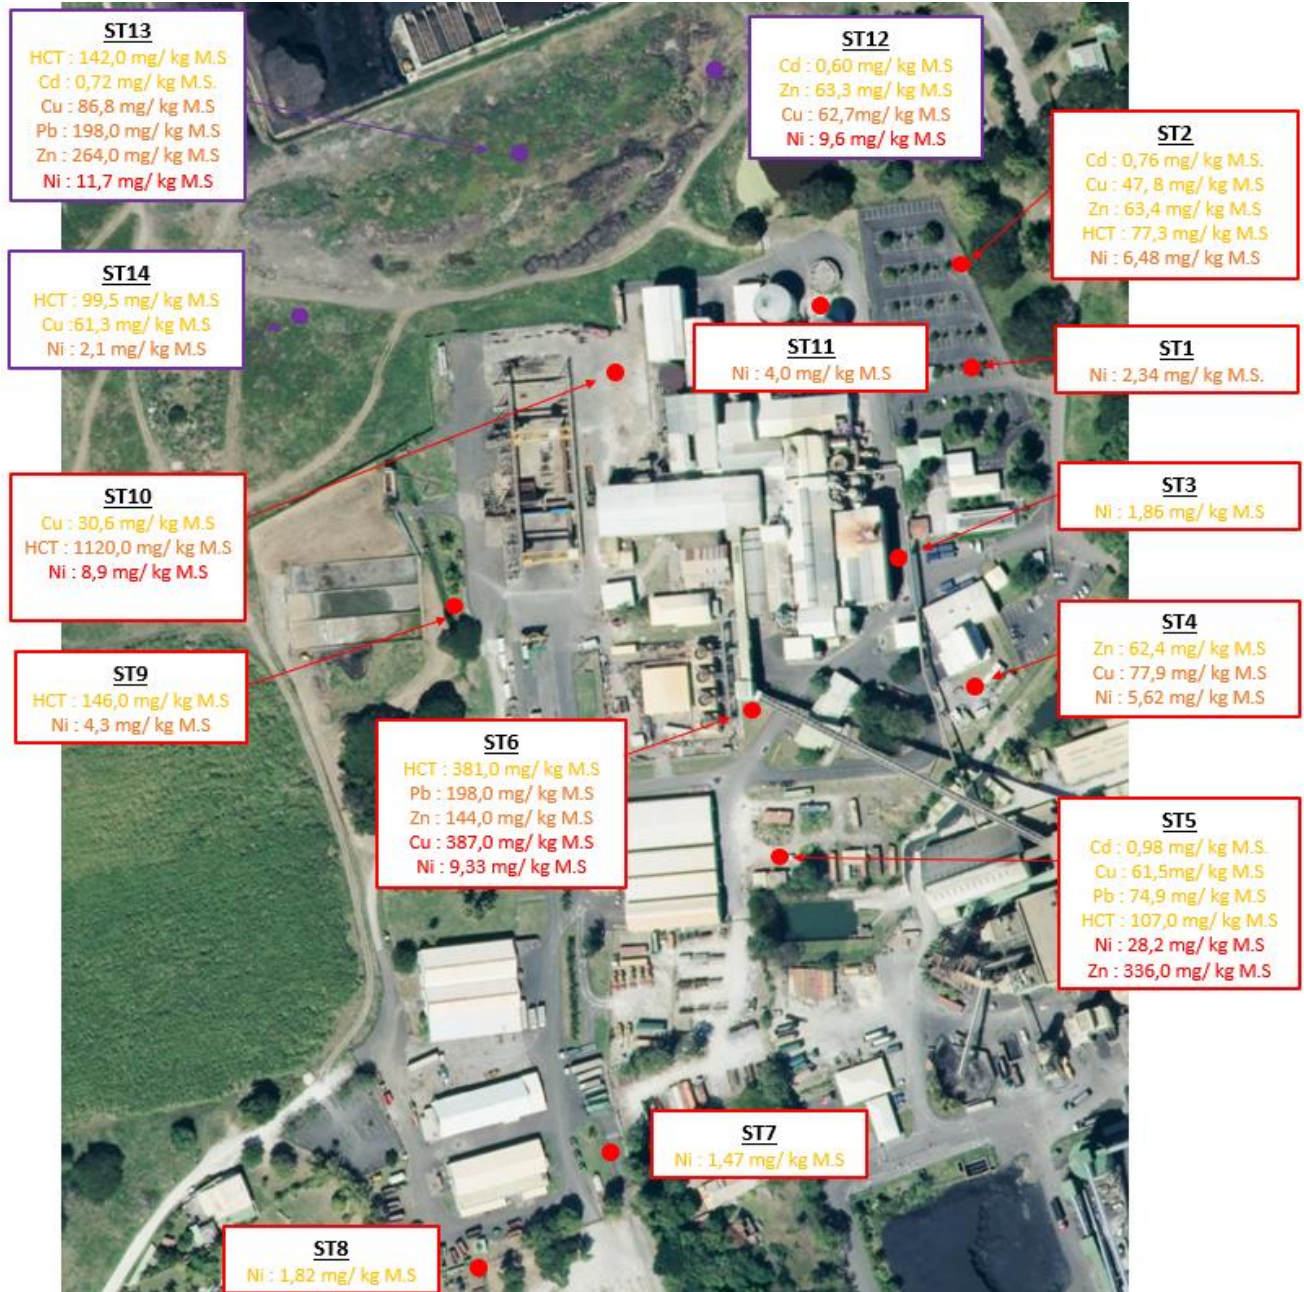 ST13
HCT : 142,0 mg/ kg M.S
Cd : 0,72 mg/ kg M.S.
Cu : 86,8 mg/ kg M.S
Pb : 198,0 mg/ kg M.S
Zn : 264,0 mg/ kg M.S
Ni : 11,7 mg/ kg M.S
ST12
Cd : 0,60 mg/ kg M.S
Zn : 63,3 mg/ kg M.S
Cu : 62,7mg/ kg M.S
Ni : 9,6 mg/ kg M.S
ST2
Cd : 0,76 mg/ kg M.S.
Cu : 47, 8 mg/ kg M.S
Zn : 63,4 mg/ kg M.S
HCT : 77,3 mg/ kg M.S
Ni : 6,48 mg/ kg M.S
ST14
HCT : 99,5 mg/ kg M.S
Cu :61,3 mg/ kg M.S
Ni : 2,1 mg/ kg M.S
ST11
Ni : 4,0 mg/ kg M.S
ST1
Ni : 2,34 mg/ kg M.S.
ST10
Cu : 30,6 mg/ kg M.S
HCT : 1120,0 mg/ kg M.S
Ni : 8,9 mg/ kg M.S
ST3
Ni : 1,86 mg/ kg M.S
ST9
HCT : 146,0 mg/ kg M.S
Ni : 4,3 mg/ kg M.S
ST4
Zn : 62,4 mg/ kg M.S
Cu : 77,9 mg/ kg M.S
Ni : 5,62 mg/ kg M.S
ST6
HCT : 381,0 mg/ kg M.S
Pb : 198,0 mg/ kg M.S
Zn : 144,0 mg/ kg M.S
Cu : 387,0 mg/ kg M.S
Ni : 9,33 mg/ kg M.S
ST5
Cd : 0,98 mg/ kg M.S.
Cu : 61,5mg/ kg M.S
Pb : 74,9 mg/ kg M.S
HCT : 107,0 mg/ kg M.S
Ni : 28,2 mg/ kg M.S
Zn : 336,0 mg/ kg M.S
ST7
Ni : 1,47 mg/ kg M.S
ST8
Ni : 1,82 mg/ kg M.S